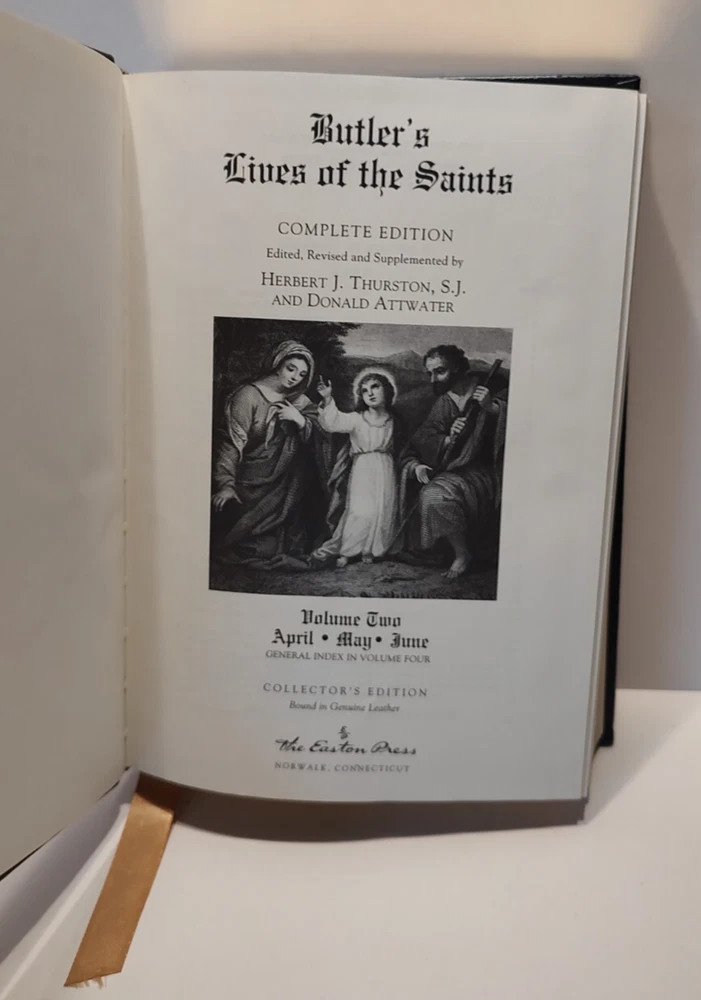 Butler's
Lives of the Saints
COMPLETE EDITION
Edited, Revised and Supplemented by
HERBERT J. THURSTON, S.J.
AND DONALD ATTWATER
Volume Two
April • May • June
GENERAL INDEX IN VOLUME FOUR
COLLECTOR'S EDITION
Bound in Genuine Leather
The Easton Press
NORWALK, CONNECTICUT